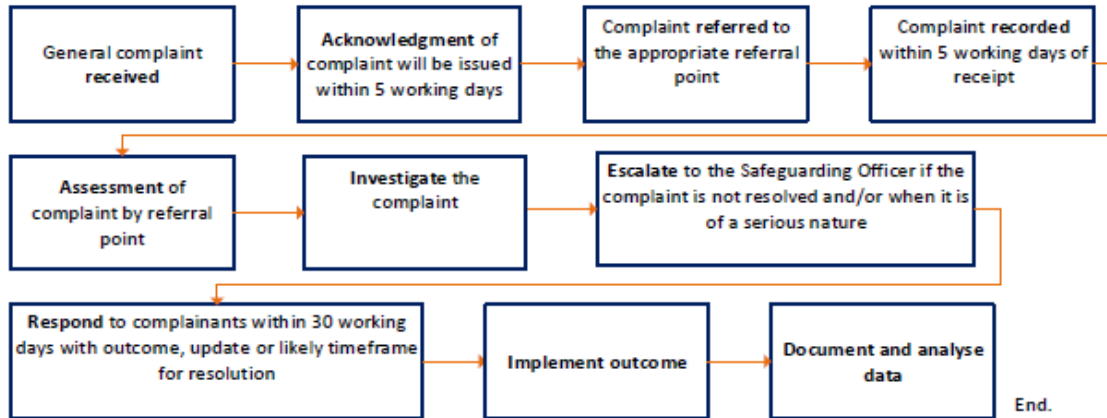 General complaint
received
Acknowledgment of
complaint will be issued
within 5 working days
Complaint referred to
the appropriate referral
point
Complaint recorded
within 5 working days of
receipt
Assessment of
complaint by referral
point
Investigate the
complaint
Escalate to the Safeguarding Officer if the
complaint is not resolved and/or when it is
of a serious nature
Respond to complainants within 30 working
days with outcome, update or likely timeframe
for resolution
Implement outcome
Document and analyse
data
End.